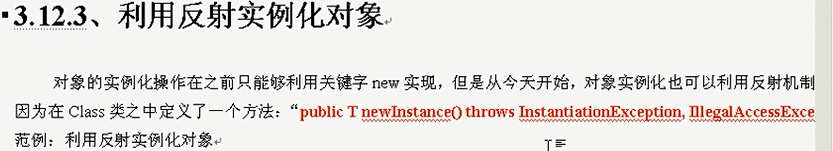 ▪3.12.3、利用反射实例化对象
对象的实例化操作在之前只能够利用关键字 new 实现，但是从今天开始，对象实例化也可以利用反射机制
因为在 Class 类之中定义了一个方法：“public T newInstance() throws InstantiationException, IllegalAccessExce
范例：利用反射实例化对象